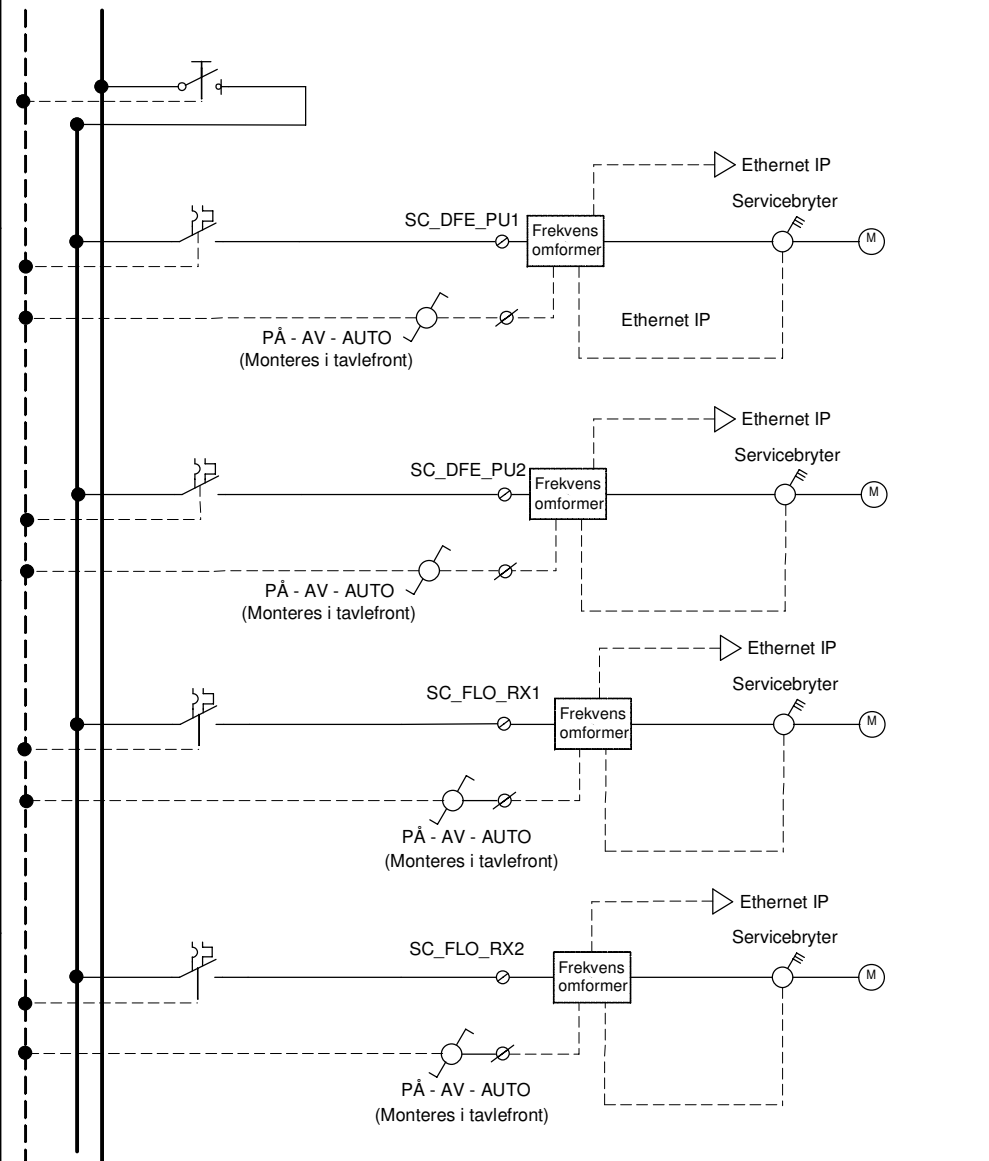 Ethernet IP
Servicebryter
SC_DFE_PU1
Frekvens
omformer
M
Ethernet IP
PÅ - AV - AUTO
(Monteres i tavlefront)
Ethernet IP
Servicebryter
SC_DFE_PU2
Frekvens
omformer
M
PÅ - AV - AUTO
(Monteres i tavlefront)
Ethernet IP
Servicebryter
SC_FLO_RX1
Frekvens
omformer
M
PÅ - AV - AUTO
(Monteres i tavlefront)
Ethernet IP
Servicebryter
SC_FLO_RX2
Frekvens
omformer
M
PÅ - AV - AUTO
(Monteres i tavlefront)